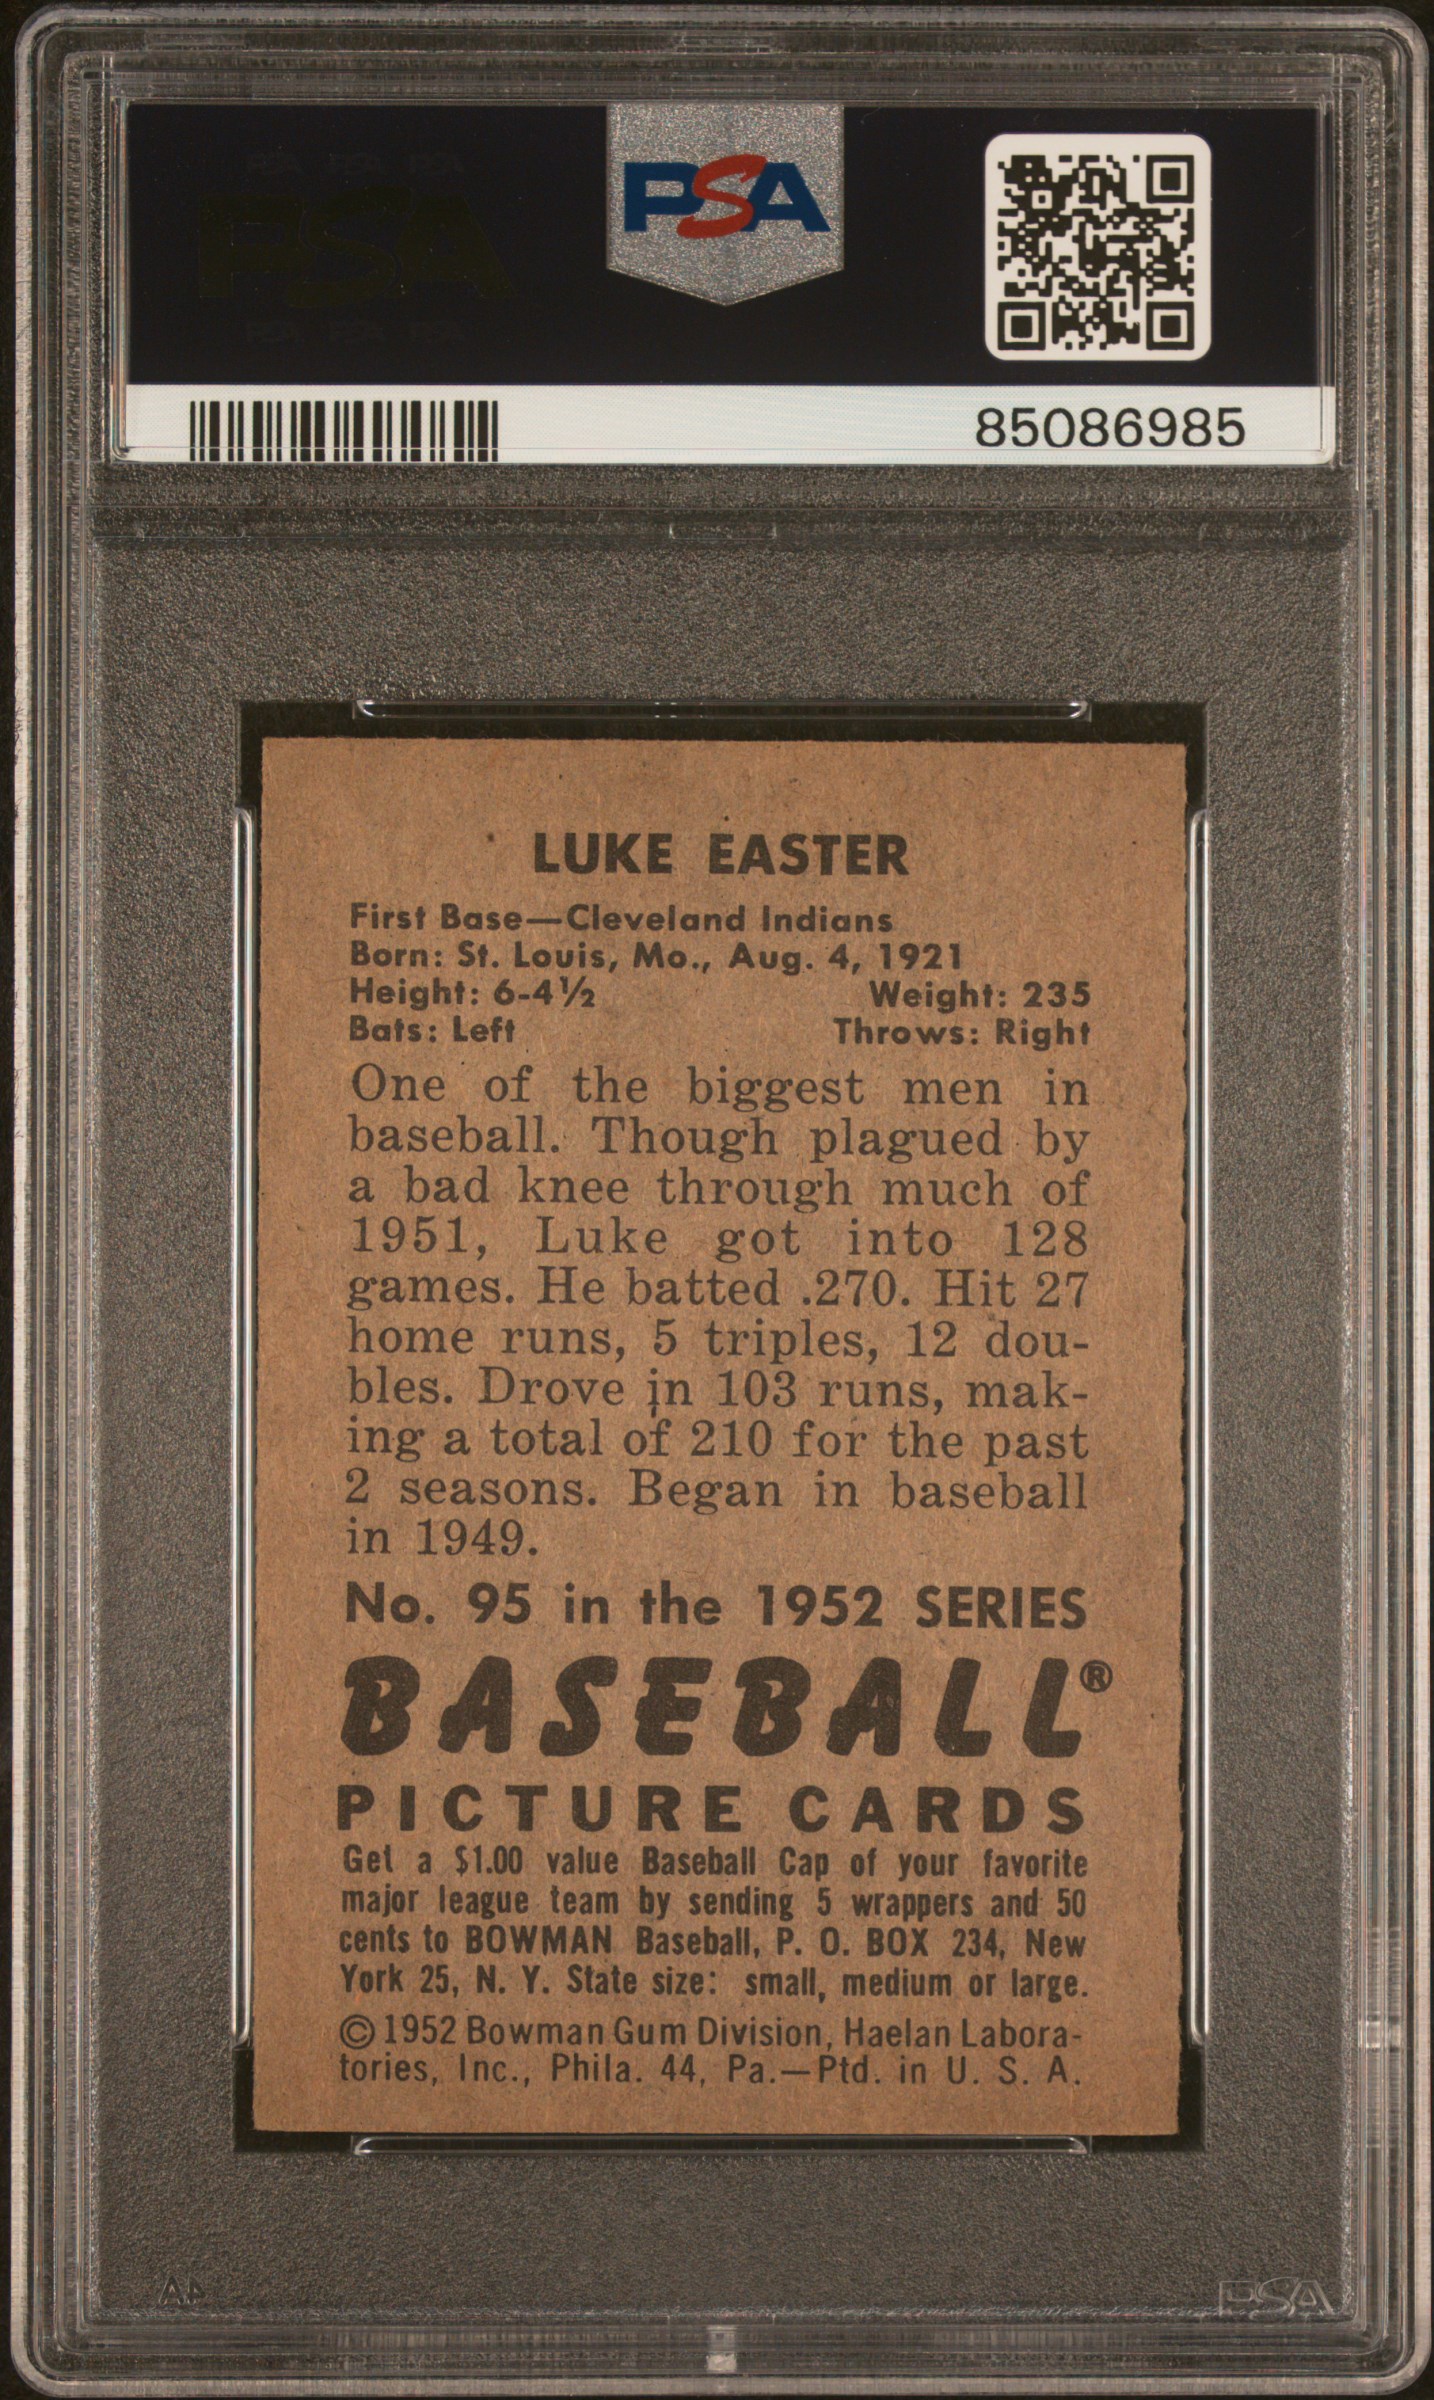 PSA
85086985
LUKE EASTER
First Base—Cleveland Indians
Born: St. Louis, Mo., Aug. 4, 1921
Height: 6-4½ Weight: 235
Bats: Left Throws: Right
One of the biggest men in
baseball. Though plagued by
a bad knee through much of
1951, Luke got into 128
games. He batted .270. Hit 27
home runs, 5 triples, 12 dou-
bles. Drove in 103 runs, mak-
ing a total of 210 for the past
2 seasons. Began in baseball
in 1949.
No. 95 in the 1952 SERIES
BASEBALL®
PICTURE CARDS
Get a $1.00 value Baseball Cap of your favorite
major league team by sending 5 wrappers and 50
cents to BOWMAN Baseball, P. O. BOX 234, New
York 25, N. Y. State size: small, medium or large.
© 1952 Bowman Gum Division, Haelan Labora-
tories, Inc., Phila. 44, Pa.—Ptd. in U. S. A.
PSA